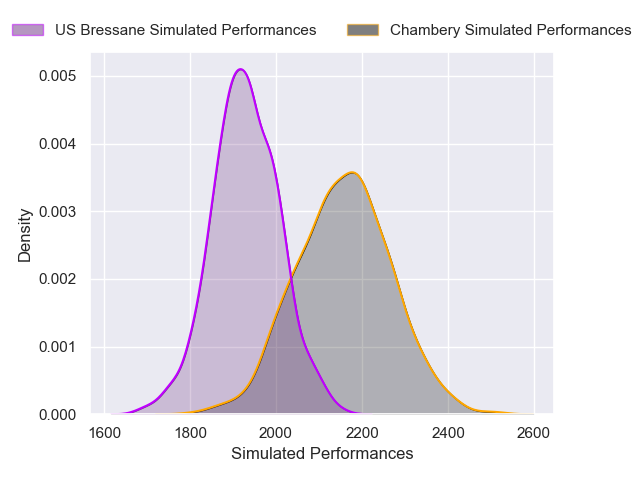 US Bressane Simulated Performances Chambery Simulated Performances
0.005
0.004
0.003
0.002
0.001
0.000
Density
1600 1800 2000 2200 2400 2600
Simulated Performances